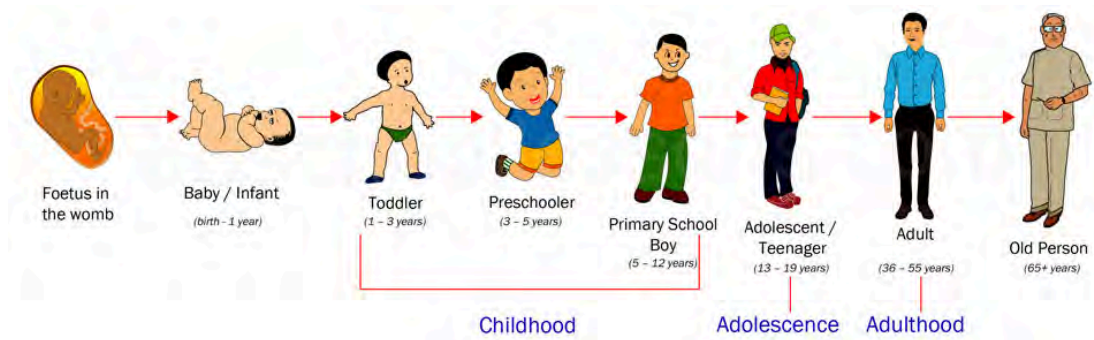 Foetus in
the womb
Baby / Infant
(birth - 1 year)
Toddler
(1 – 3 years)
Preschooler
(3 – 5 years)
Primary School
Boy
(5 – 12 years)
Adolescent /
Teenager
(13 – 19 years)
Adult
(36 – 55 years)
Old Person
(65+ years)
Childhood
Adolescence
Adulthood